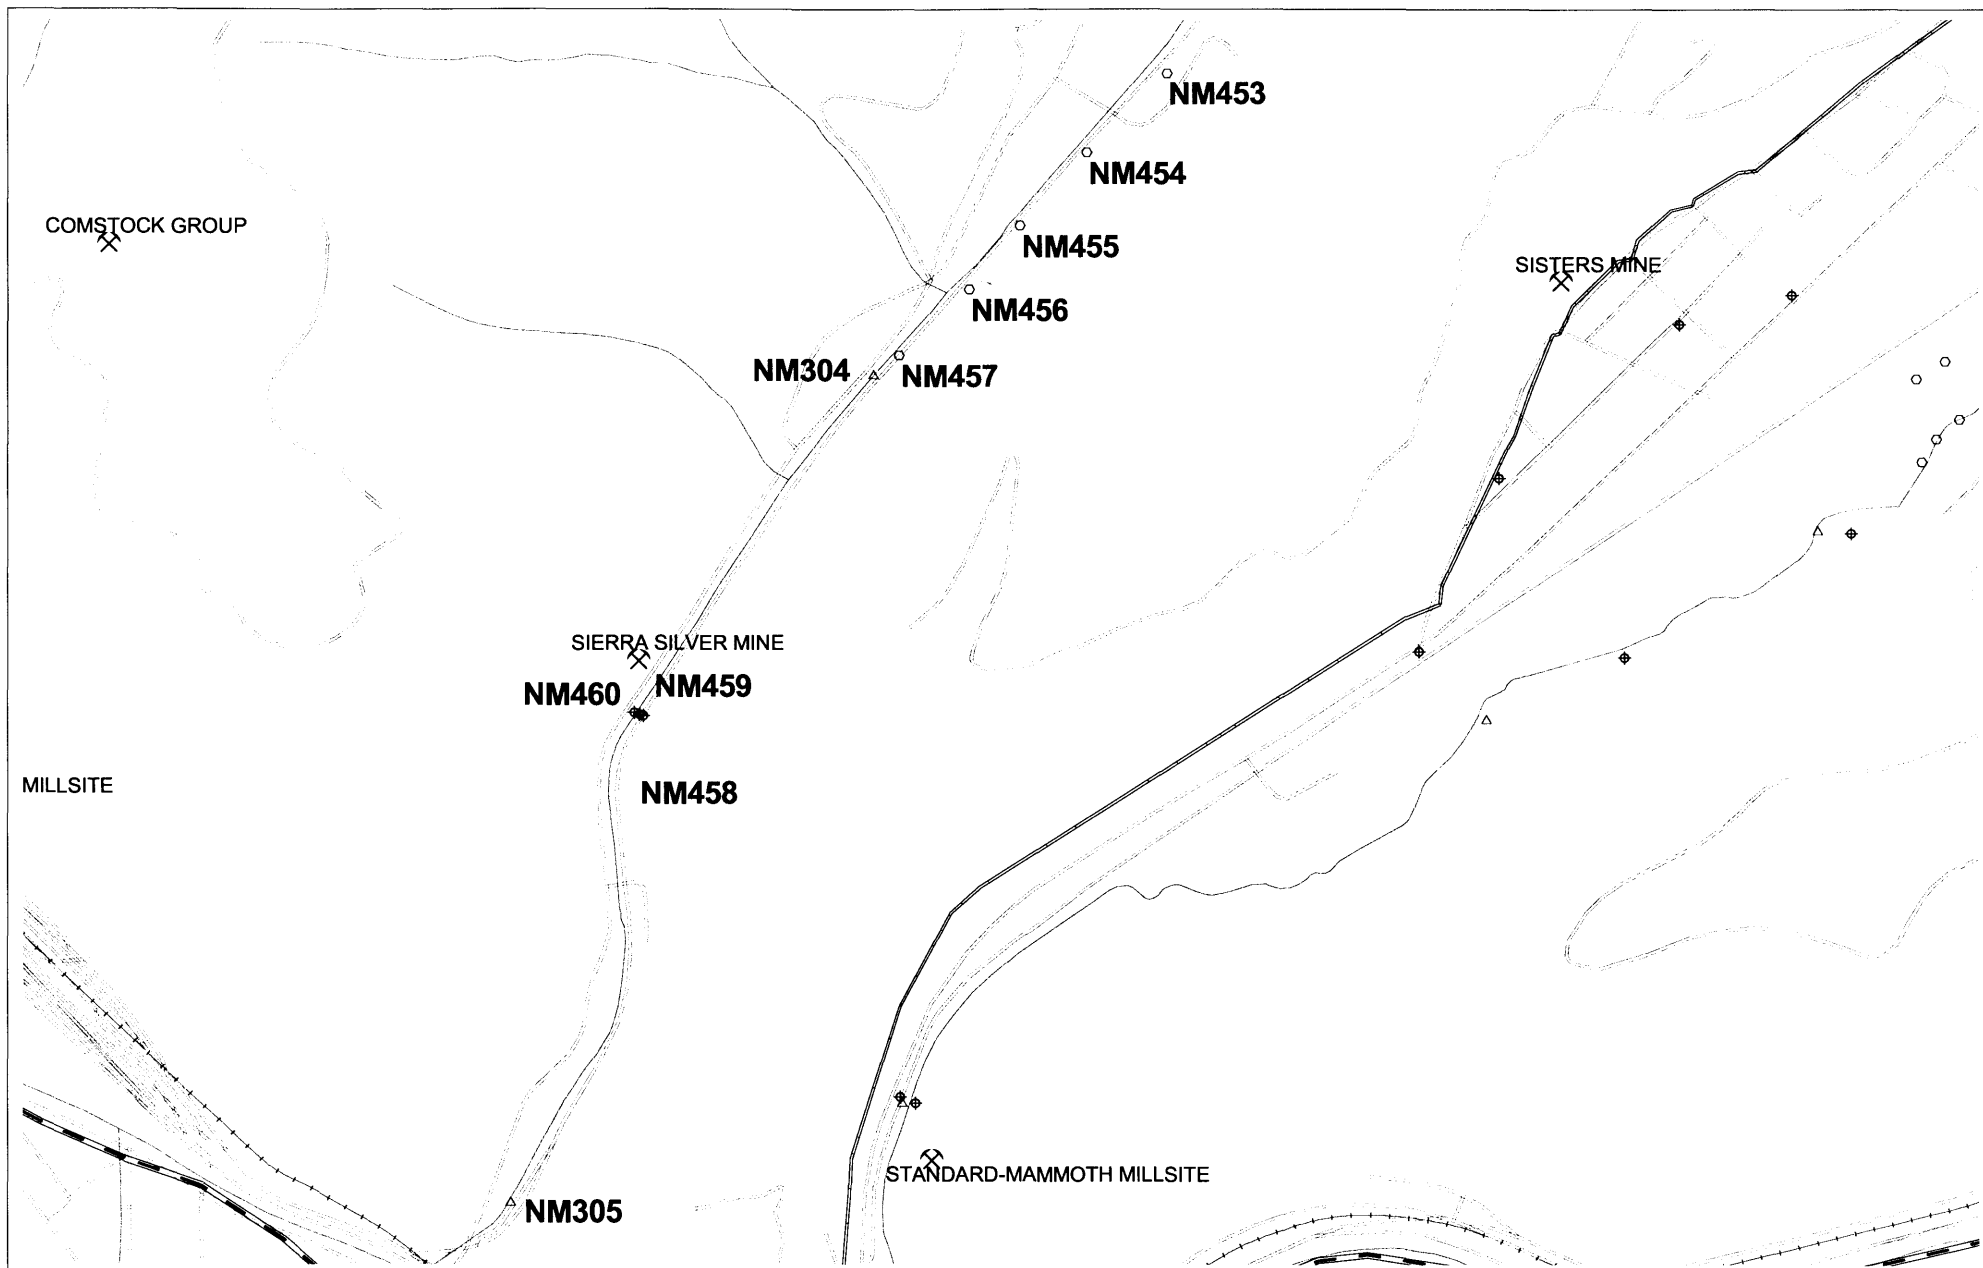 NM453
NM454
COMSTOCK GROUP
NM455
SISTERS MINE
NM456
NM304
NM457
SIERRA SILVER MINE
NM460
NM459
MILLSITE
NM458
STANDARD-MAMMOTH MILLSITE
NM305